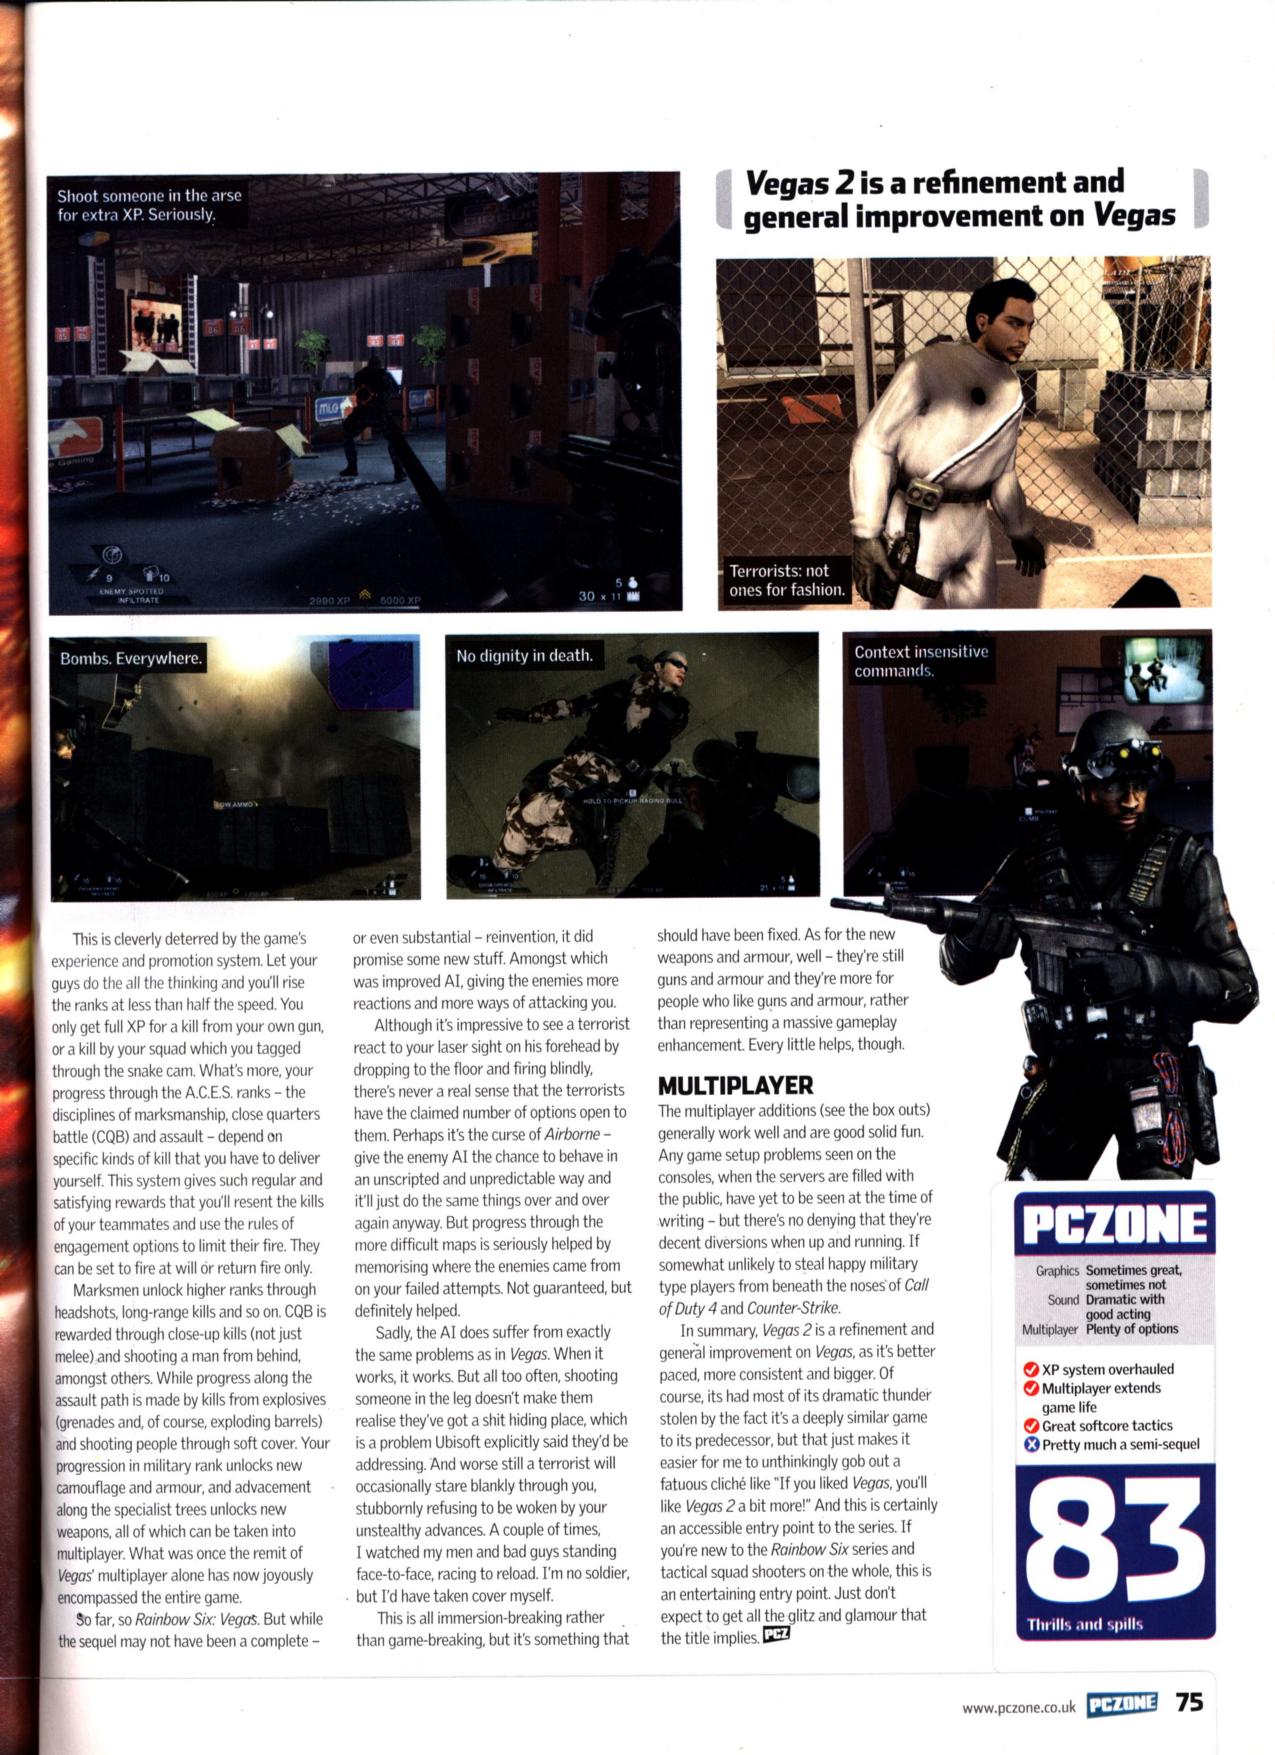 Shoot someone in the arse
for extra XP. Seriously.
Vegas 2 is a refinement and
general improvement on Vegas
MLG
e Gaming
9
10
ENEMY SPOTTED
INFILTRATE
2990 XP
5000 XP
5
30 x 11
Terrorists: not
ones for fashion.
Bombs. Everywhere.
LOW AMMO
No dignity in death.
HOLD TO PICKUP RAGING BULL
21 x 11
Context insensitive
commands.
CLIMB
This is cleverly deterred by the game's
experience and promotion system. Let your
guys do the all the thinking and you'll rise
the ranks at less than half the speed. You
only get full XP for a kill from your own gun,
or a kill by your squad which you tagged
through the snake cam. What's more, your
progress through the A.C.E.S. ranks – the
disciplines of marksmanship, close quarters
battle (CQB) and assault – depend on
specific kinds of kill that you have to deliver
yourself. This system gives such regular and
satisfying rewards that you'll resent the kills
of your teammates and use the rules of
engagement options to limit their fire. They
can be set to fire at will or return fire only.
Marksmen unlock higher ranks through
headshots, long-range kills and so on. CQB is
rewarded through close-up kills (not just
melee) and shooting a man from behind,
amongst others. While progress along the
assault path is made by kills from explosives
(grenades and, of course, exploding barrels)
and shooting people through soft cover. Your
progression in military rank unlocks new
camouflage and armour, and advacement
along the specialist trees unlocks new
weapons, all of which can be taken into
multiplayer. What was once the remit of
Vegas' multiplayer alone has now joyously
encompassed the entire game.
So far, so Rainbow Six: Vegas. But while
the sequel may not have been a complete –
or even substantial – reinvention, it did
promise some new stuff. Amongst which
was improved AI, giving the enemies more
reactions and more ways of attacking you.
Although it's impressive to see a terrorist
react to your laser sight on his forehead by
dropping to the floor and firing blindly,
there's never a real sense that the terrorists
have the claimed number of options open to
them. Perhaps it's the curse of Airborne –
give the enemy AI the chance to behave in
an unscripted and unpredictable way and
it'll just do the same things over and over
again anyway. But progress through the
more difficult maps is seriously helped by
memorising where the enemies came from
on your failed attempts. Not guaranteed, but
definitely helped.
Sadly, the AI does suffer from exactly
the same problems as in Vegas. When it
works, it works. But all too often, shooting
someone in the leg doesn't make them
realise they've got a shit hiding place, which
is a problem Ubisoft explicitly said they'd be
addressing. And worse still a terrorist will
occasionally stare blankly through you,
stubbornly refusing to be woken by your
unstealthy advances. A couple of times,
I watched my men and bad guys standing
face-to-face, racing to reload. I'm no soldier,
but I'd have taken cover myself.
This is all immersion-breaking rather
than game-breaking, but it's something that
should have been fixed. As for the new
weapons and armour, well – they're still
guns and armour and they're more for
people who like guns and armour, rather
than representing a massive gameplay
enhancement. Every little helps, though.
MULTIPLAYER
The multiplayer additions (see the box outs)
generally work well and are good solid fun.
Any game setup problems seen on the
consoles, when the servers are filled with
the public, have yet to be seen at the time of
writing – but there's no denying that they're
decent diversions when up and running. If
somewhat unlikely to steal happy military
type players from beneath the noses of Call
of Duty 4 and Counter-Strike.
In summary, Vegas 2 is a refinement and
general improvement on Vegas, as it's better
paced, more consistent and bigger. Of
course, its had most of its dramatic thunder
stolen by the fact it's a deeply similar game
to its predecessor, but that just makes it
easier for me to unthinkingly gob out a
fatuous cliché like "If you liked Vegas, you'll
like Vegas 2 a bit more!" And this is certainly
an accessible entry point to the series. If
you're new to the Rainbow Six series and
tactical squad shooters on the whole, this is
an entertaining entry point. Just don't
expect to get all the glitz and glamour that
the title implies. PCZ
PCZONE
Graphics Sometimes great,
sometimes not
Sound Dramatic with
good acting
Multiplayer Plenty of options
XP system overhauled
Multiplayer extends
game life
Great softcore tactics
Pretty much a semi-sequel
83
Thrills and spills
www.pczone.co.uk PCZONE 75